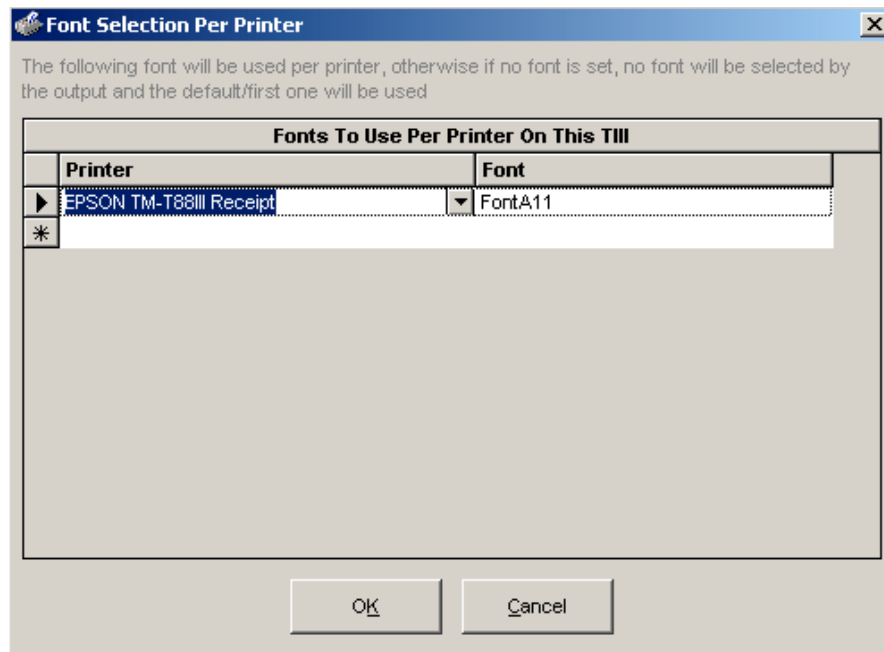 Font Selection Per Printer
The following font will be used per printer, otherwise if no font is set, no font will be selected by
the output and the default/first one will be used
Fonts To Use Per Printer On This TIll
Printer Font
EPSON TM-T88III Receipt FontA11
OK Cancel